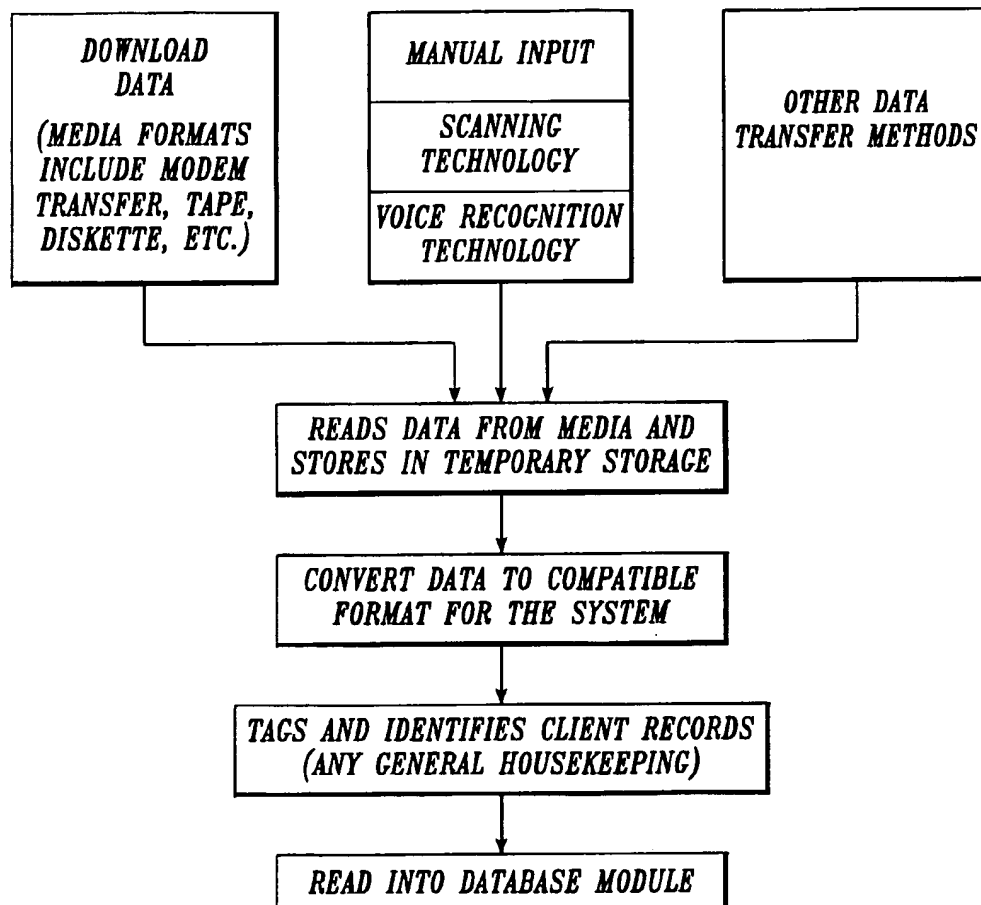 DOWNLOAD
DATA
(MEDIA FORMATS
INCLUDE MODEM
TRANSFER, TAPE,
DISKETTE, ETC.)
MANUAL INPUT
SCANNING
TECHNOLOGY
VOICE RECOGNITION
TECHNOLOGY
OTHER DATA
TRANSFER METHODS
READS DATA FROM MEDIA AND
STORES IN TEMPORARY STORAGE
CONVERT DATA TO COMPATIBLE
FORMAT FOR THE SYSTEM
TAGS AND IDENTIFIES CLIENT RECORDS
(ANY GENERAL HOUSEKEEPING)
READ INTO DATABASE MODULE